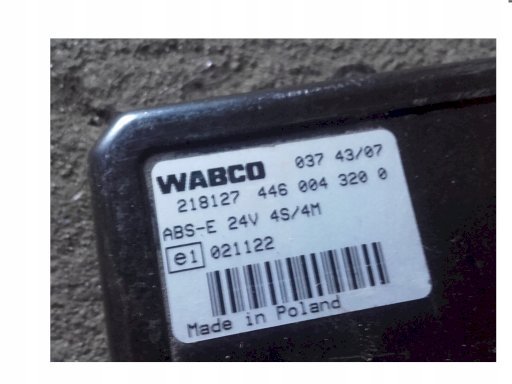 WABCO 037 43/07
218127 446 004 320 0
ABS-E 24V 4S/4M
e1 021122
Made in Poland